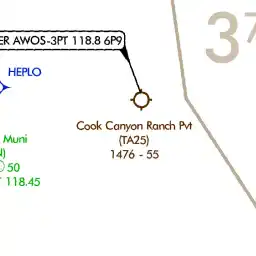 ER AWOS-3PT 118.8 6P9
37
HEPLO
Cook Canyon Ranch Pvt
(TA25)
1476 - 55
Muni
50
118.45